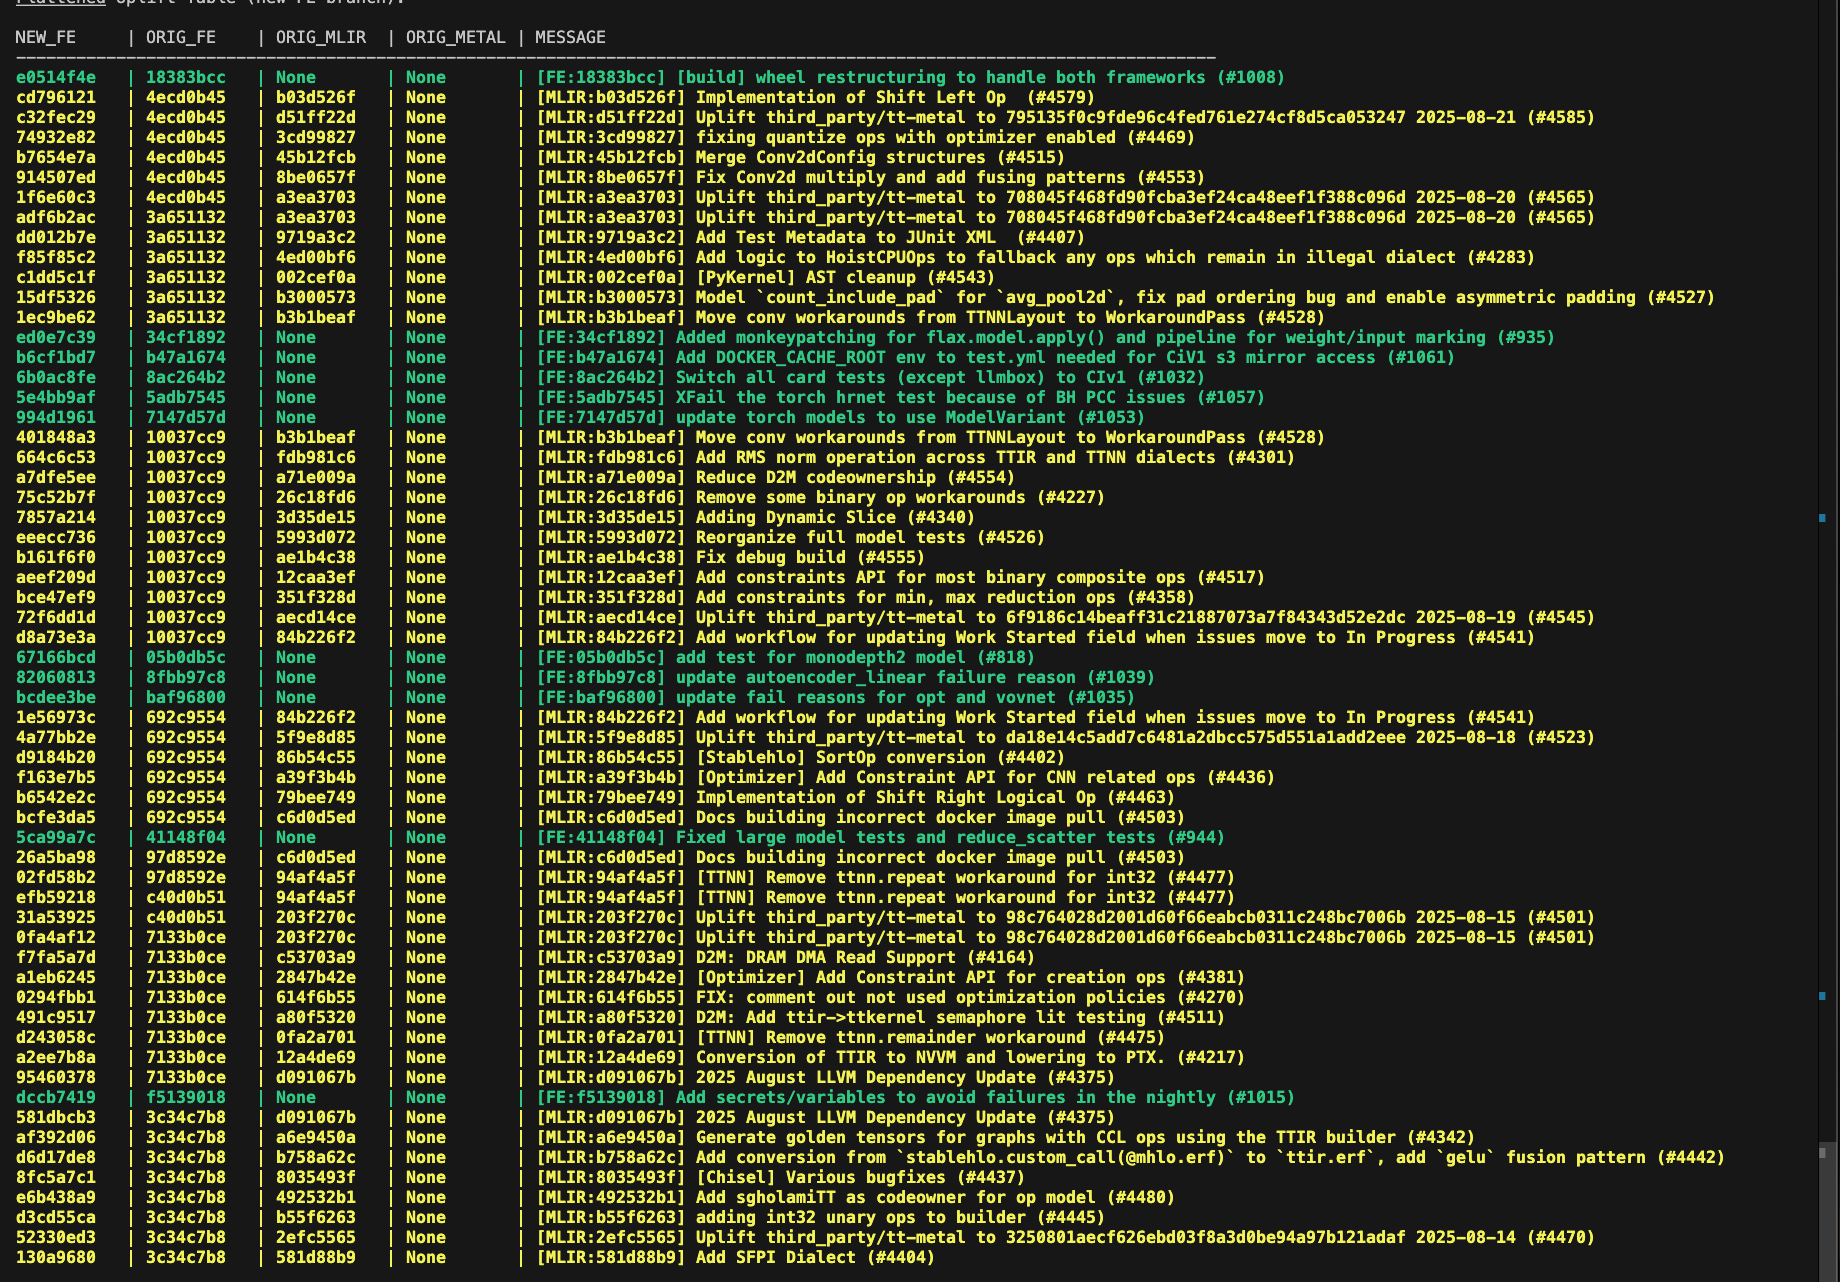 Flattened Uplift Table (new FE branch):
NEW_FE | ORIG_FE | ORIG_MLIR | ORIG_METAL | MESSAGE
e0514f4e | 18383bcc | None | None | [FE:18383bcc] [build] wheel restructuring to handle both frameworks (#1008)
cd796121 | 4ecd0b45 | b03d526f | None | [MLIR:b03d526f] Implementation of Shift Left Op (#4579)
c32fec29 | 4ecd0b45 | d51ff22d | None | [MLIR:d51ff22d] Uplift third_party/tt-metal to 795135f0c9fde96c4fed761e274cf8d5ca053247 2025-08-21 (#4585)
74932e82 | 4ecd0b45 | 3cd99827 | None | [MLIR:3cd99827] fixing quantize ops with optimizer enabled (#4469)
b7654e7a | 4ecd0b45 | 45b12fcb | None | [MLIR:45b12fcb] Merge Conv2dConfig structures (#4515)
914507ed | 4ecd0b45 | 8be0657f | None | [MLIR:8be0657f] Fix Conv2d multiply and add fusing patterns (#4553)
1f6e60c3 | 4ecd0b45 | a3ea3703 | None | [MLIR:a3ea3703] Uplift third_party/tt-metal to 708045f468fd90fcba3ef24ca48eef1f388c096d 2025-08-20 (#4565)
adf6b2ac | 3a651132 | a3ea3703 | None | [MLIR:a3ea3703] Uplift third_party/tt-metal to 708045f468fd90fcba3ef24ca48eef1f388c096d 2025-08-20 (#4565)
dd012b7e | 3a651132 | 9719a3c2 | None | [MLIR:9719a3c2] Add Test Metadata to JUnit XML (#4407)
f85f85c2 | 3a651132 | 4ed00bf6 | None | [MLIR:4ed00bf6] Add logic to HoistCPUOps to fallback any ops which remain in illegal dialect (#4283)
c1dd5c1f | 3a651132 | 002cef0a | None | [MLIR:002cef0a] [PyKernel] AST cleanup (#4543)
15df5326 | 3a651132 | b3000573 | None | [MLIR:b3000573] Model `count_include_pad` for `avg_pool2d`, fix pad ordering bug and enable asymmetric padding (#4527)
1ec9be62 | 3a651132 | b3b1beaf | None | [MLIR:b3b1beaf] Move conv workarounds from TTNNLayout to WorkaroundPass (#4528)
ed0e7c39 | 34cf1892 | None | None | [FE:34cf1892] Added monkeypatching for flax.model.apply() and pipeline for weight/input marking (#935)
b6cf1bd7 | b47a1674 | None | None | [FE:b47a1674] Add DOCKER_CACHE_ROOT env to test.yml needed for CiV1 s3 mirror access (#1061)
6b0ac8fe | 8ac264b2 | None | None | [FE:8ac264b2] Switch all card tests (except llmbox) to CIv1 (#1032)
5e4bb9af | 5adb7545 | None | None | [FE:5adb7545] XFail the torch hrnet test because of BH PCC issues (#1057)
994d1961 | 7147d57d | None | None | [FE:7147d57d] update torch models to use ModelVariant (#1053)
401848a3 | 10037cc9 | b3b1beaf | None | [MLIR:b3b1beaf] Move conv workarounds from TTNNLayout to WorkaroundPass (#4528)
664c6c53 | 10037cc9 | fdb981c6 | None | [MLIR:fdb981c6] Add RMS norm operation across TTIR and TTNN dialects (#4301)
a7dfe5ee | 10037cc9 | a71e009a | None | [MLIR:a71e009a] Reduce D2M codeownership (#4554)
75c52b7f | 10037cc9 | 26c18fd6 | None | [MLIR:26c18fd6] Remove some binary op workarounds (#4227)
7857a214 | 10037cc9 | 3d35de15 | None | [MLIR:3d35de15] Adding Dynamic Slice (#4340)
eeecc736 | 10037cc9 | 5993d072 | None | [MLIR:5993d072] Reorganize full model tests (#4526)
b161f6f0 | 10037cc9 | ae1b4c38 | None | [MLIR:ae1b4c38] Fix debug build (#4555)
aeef209d | 10037cc9 | 12caa3ef | None | [MLIR:12caa3ef] Add constraints API for most binary composite ops (#4517)
bce47ef9 | 10037cc9 | 351f328d | None | [MLIR:351f328d] Add constraints for min, max reduction ops (#4358)
72f6dd1d | 10037cc9 | aecd14ce | None | [MLIR:aecd14ce] Uplift third_party/tt-metal to 6f9186c14beaff31c21887073a7f84343d52e2dc 2025-08-19 (#4545)
d8a73e3a | 10037cc9 | 84b226f2 | None | [MLIR:84b226f2] Add workflow for updating Work Started field when issues move to In Progress (#4541)
67166bcd | 05b0db5c | None | None | [FE:05b0db5c] add test for monodepth2 model (#818)
82060813 | 8fbb97c8 | None | None | [FE:8fbb97c8] update autoencoder_linear failure reason (#1039)
bcdee3be | baf96800 | None | None | [FE:baf96800] update fail reasons for opt and vovnet (#1035)
1e56973c | 692c9554 | 84b226f2 | None | [MLIR:84b226f2] Add workflow for updating Work Started field when issues move to In Progress (#4541)
4a77bb2e | 692c9554 | 5f9e8d85 | None | [MLIR:5f9e8d85] Uplift third_party/tt-metal to da18e14c5add7c6481a2dbcc575d551a1add2eee 2025-08-18 (#4523)
d9184b20 | 692c9554 | 86b54c55 | None | [MLIR:86b54c55] [Stablehlo] SortOp conversion (#4402)
f163e7b5 | 692c9554 | a39f3b4b | None | [MLIR:a39f3b4b] [Optimizer] Add Constraint API for CNN related ops (#4436)
b6542e2c | 692c9554 | 79bee749 | None | [MLIR:79bee749] Implementation of Shift Right Logical Op (#4463)
bcfe3da5 | 692c9554 | c6d0d5ed | None | [MLIR:c6d0d5ed] Docs building incorrect docker image pull (#4503)
5ca99a7c | 41148f04 | None | None | [FE:41148f04] Fixed large model tests and reduce_scatter tests (#944)
26a5ba98 | 97d8592e | c6d0d5ed | None | [MLIR:c6d0d5ed] Docs building incorrect docker image pull (#4503)
02fd58b2 | 97d8592e | 94af4a5f | None | [MLIR:94af4a5f] [TTNN] Remove ttnn.repeat workaround for int32 (#4477)
efb59218 | c40d0b51 | 94af4a5f | None | [MLIR:94af4a5f] [TTNN] Remove ttnn.repeat workaround for int32 (#4477)
31a53925 | c40d0b51 | 203f270c | None | [MLIR:203f270c] Uplift third_party/tt-metal to 98c764028d2001d60f66eabcb0311c248bc7006b 2025-08-15 (#4501)
0fa4af12 | 7133b0ce | 203f270c | None | [MLIR:203f270c] Uplift third_party/tt-metal to 98c764028d2001d60f66eabcb0311c248bc7006b 2025-08-15 (#4501)
f7fa5a7d | 7133b0ce | c53703a9 | None | [MLIR:c53703a9] D2M: DRAM DMA Read Support (#4164)
a1eb6245 | 7133b0ce | 2847b42e | None | [MLIR:2847b42e] [Optimizer] Add Constraint API for creation ops (#4381)
0294fbb1 | 7133b0ce | 614f6b55 | None | [MLIR:614f6b55] FIX: comment out not used optimization policies (#4270)
491c9517 | 7133b0ce | a80f5320 | None | [MLIR:a80f5320] D2M: Add ttir->ttkernel semaphore lit testing (#4511)
d243058c | 7133b0ce | 0fa2a701 | None | [MLIR:0fa2a701] [TTNN] Remove ttnn.remainder workaround (#4475)
a2ee7b8a | 7133b0ce | 12a4de69 | None | [MLIR:12a4de69] Conversion of TTIR to NVVM and lowering to PTX. (#4217)
95460378 | 7133b0ce | d091067b | None | [MLIR:d091067b] 2025 August LLVM Dependency Update (#4375)
dccb7419 | f5139018 | None | None | [FE:f5139018] Add secrets/variables to avoid failures in the nightly (#1015)
581dbcb3 | 3c34c7b8 | d091067b | None | [MLIR:d091067b] 2025 August LLVM Dependency Update (#4375)
af392d06 | 3c34c7b8 | a6e9450a | None | [MLIR:a6e9450a] Generate golden tensors for graphs with CCL ops using the TTIR builder (#4342)
d6d17de8 | 3c34c7b8 | b758a62c | None | [MLIR:b758a62c] Add conversion from `stablehlo.custom_call(@mhlo.erf)` to `ttir.erf`, add `gelu` fusion pattern (#4442)
8fc5a7c1 | 3c34c7b8 | 8035493f | None | [MLIR:8035493f] [Chisel] Various bugfixes (#4437)
e6b438a9 | 3c34c7b8 | 492532b1 | None | [MLIR:492532b1] Add sgholamiTT as codeowner for op model (#4480)
d3cd55ca | 3c34c7b8 | b55f6263 | None | [MLIR:b55f6263] adding int32 unary ops to builder (#4445)
52330ed3 | 3c34c7b8 | 2efc5565 | None | [MLIR:2efc5565] Uplift third_party/tt-metal to 3250801aecf626ebd03f8a3d0be94a97b121adaf 2025-08-14 (#4470)
130a9680 | 3c34c7b8 | 581d88b9 | None | [MLIR:581d88b9] Add SFPI Dialect (#4404)